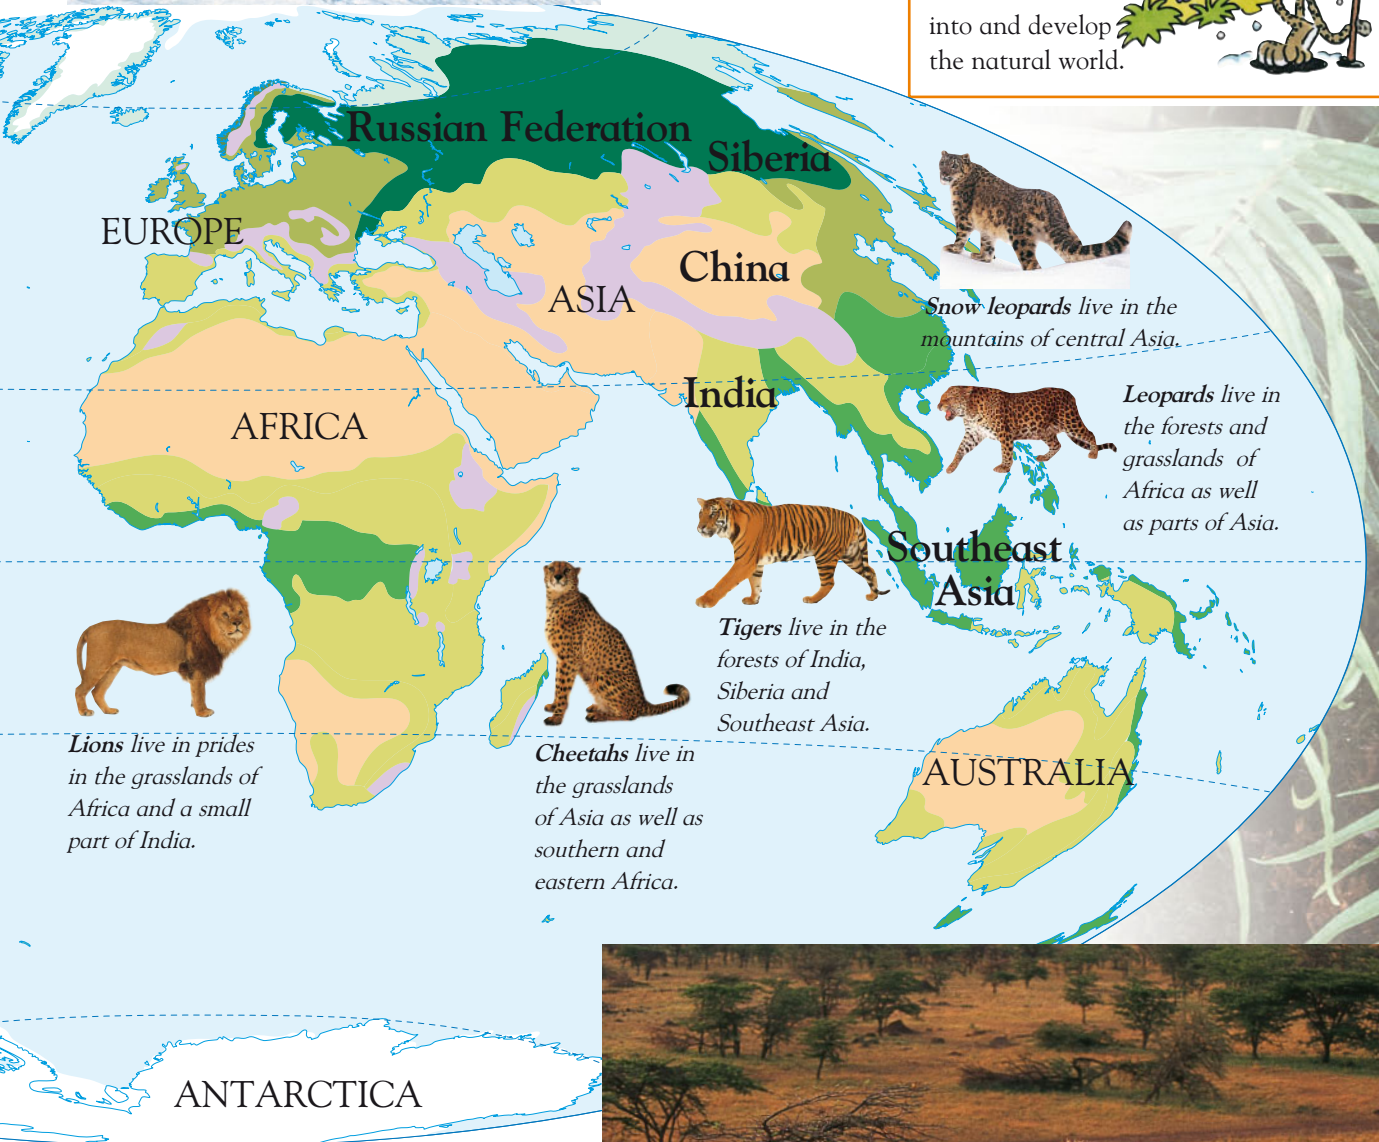 into and develop
the natural world.
Russian Federation
Siberia
EUROPE
China
ASIA
Snow leopards live in the
mountains of central Asia.
India
Leopards live in
the forests and
grasslands of
Africa as well
as parts of Asia.
AFRICA
Southeast
Asia
Tigers live in the
forests of India,
Siberia and
Southeast Asia.
Lions live in prides
in the grasslands of
Africa and a small
part of India.
Cheetahs live in
the grasslands
of Asia as well as
southern and
eastern Africa.
AUSTRALIA
ANTARCTICA